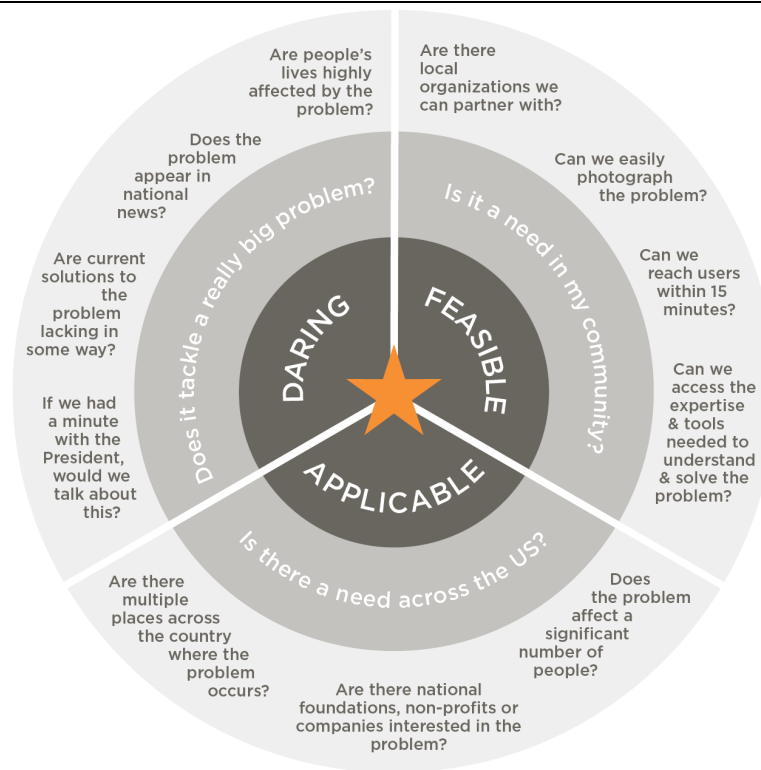 Are people's
lives highly
affected by the
problem?
Does the
problem
appear in
national
news?
Are current
solutions to
the
problem
lacking in
some way?
If we had
a minute
with the
President,
would we
talk about
this?
Does it tackle a really big problem?
DARING
Are there
local
organizations we
can partner with?
Can we easily
photograph
the problem?
Can we
reach users
within 15
minutes?
Can we
access the
expertise
& tools
needed to
understand
& solve the
problem?
Is it a need in my community?
FEASIBLE
APPLICABLE
Is there a need across the US?
Are there
multiple
places across
the country
where the
problem
occurs?
Are there national
foundations, non-profits or
companies interested in the
problem?
Does
the problem
affect a
significant
number of
people?